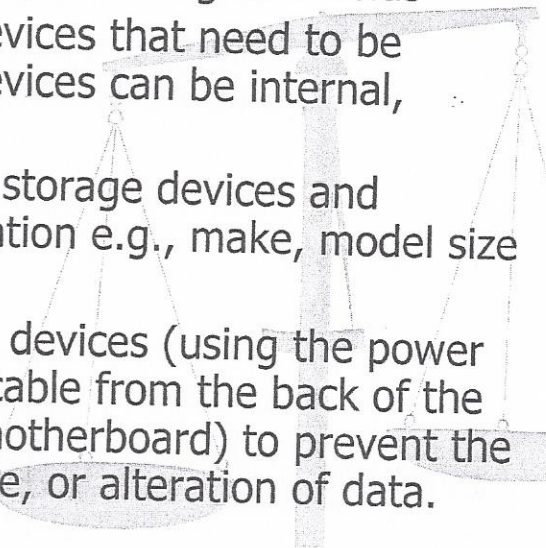 evices that need to be
evices can be internal,
storage devices and
ation e.g., make, model size
devices (using the power
cable from the back of the
notherboard) to prevent the
e, or alteration of data.